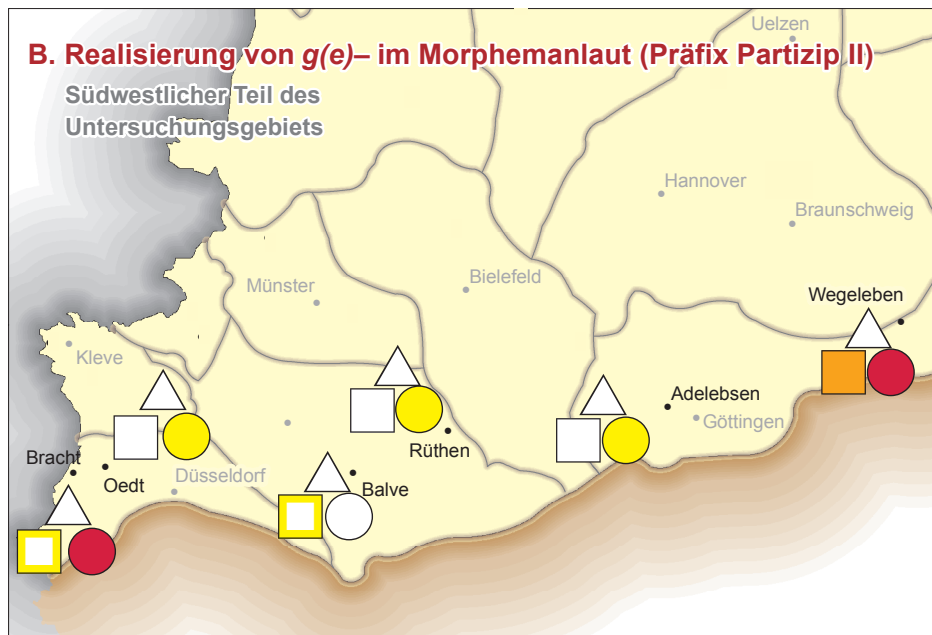 Uelzen
B. Realisierung von g(e)– im Morphemanlaut (Präfix Partizip II)
Südwestlicher Teil des
Untersuchungsgebiets
Hannover
Braunschweig
Münster
Bielefeld
Wegeleben
Kleve
Adelebsen
Göttingen
Rüthen
Bracht
Oedt
Düsseldorf
Balve